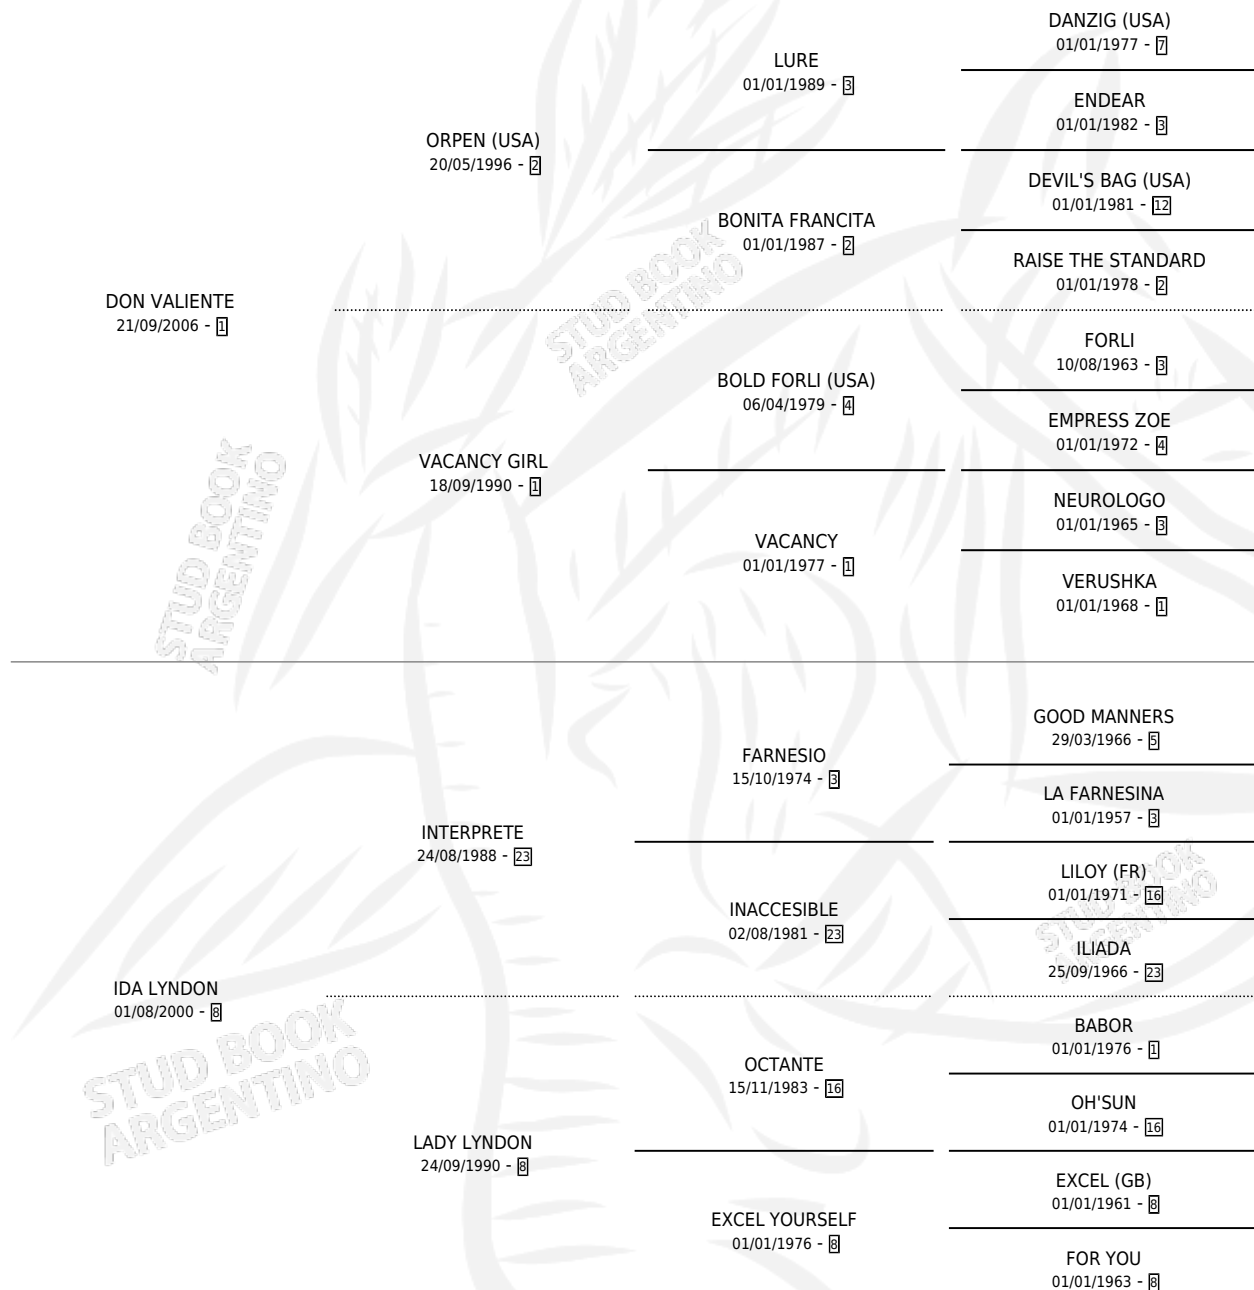 DANZIG (USA)
01/01/1977 - 7
LURE
01/01/1989 - 3
ENDEAR
01/01/1982 - 3
ORPEN (USA)
20/05/1996 - 2
DEVIL'S BAG (USA)
01/01/1981 - 12
BONITA FRANCITA
01/01/1987 - 2
RAISE THE STANDARD
01/01/1978 - 2
DON VALIENTE
21/09/2006 - 1
FORLI
10/08/1963 - 3
BOLD FORLI (USA)
06/04/1979 - 4
EMPRESS ZOE
01/01/1972 - 4
VACANCY GIRL
18/09/1990 - 1
NEUROLOGO
01/01/1965 - 3
VACANCY
01/01/1977 - 1
VERUSHKA
01/01/1968 - 1
STUD BOOK
ARGENTINO
STUD BOOK
ARGENTINO
GOOD MANNERS
29/03/1966 - 5
FARNESIO
15/10/1974 - 3
LA FARNESINA
01/01/1957 - 3
INTERPRETE
24/08/1988 - 23
LILOY (FR)
01/01/1971 - 16
INACCESIBLE
02/08/1981 - 23
ILIADA
25/09/1966 - 23
IDA LYNDON
01/08/2000 - 8
BABOR
01/01/1976 - 1
OCTANTE
15/11/1983 - 16
OH'SUN
01/01/1974 - 16
LADY LYNDON
24/09/1990 - 8
EXCEL (GB)
01/01/1961 - 8
EXCEL YOURSELF
01/01/1976 - 8
FOR YOU
01/01/1963 - 8
STUD BOOK
ARGENTINO
STUD BOOK
ARGENTINO